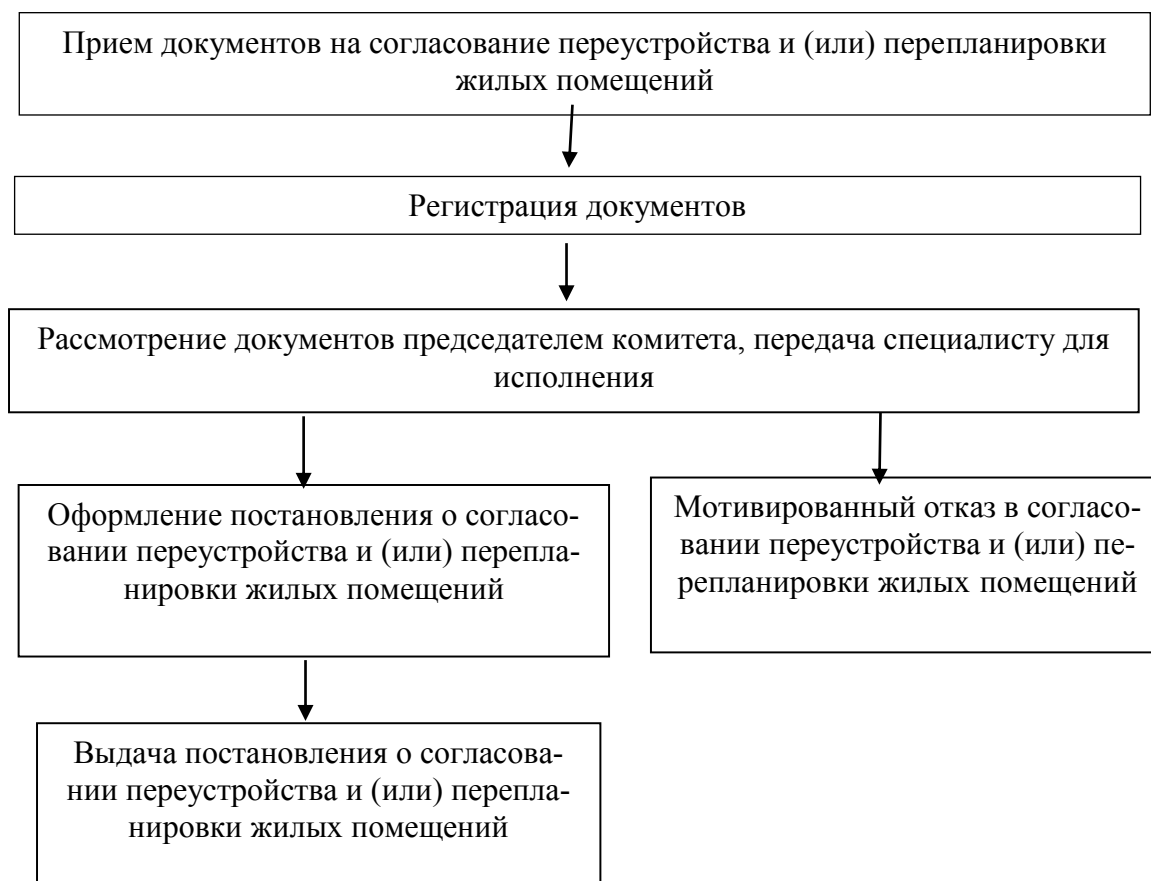 Прием документов на согласование переустройства и (или) перепланировки
жилых помещений
Регистрация документов
Рассмотрение документов председателем комитета, передача специалисту для
исполнения
Оформление постановления о согласо-
вании переустройства и (или) перепла-
нировки жилых помещений
Мотивированный отказ в согласо-
вании переустройства и (или) пе-
репланировки жилых помещений
Выдача постановления о согласова-
нии переустройства и (или) перепла-
нировки жилых помещений